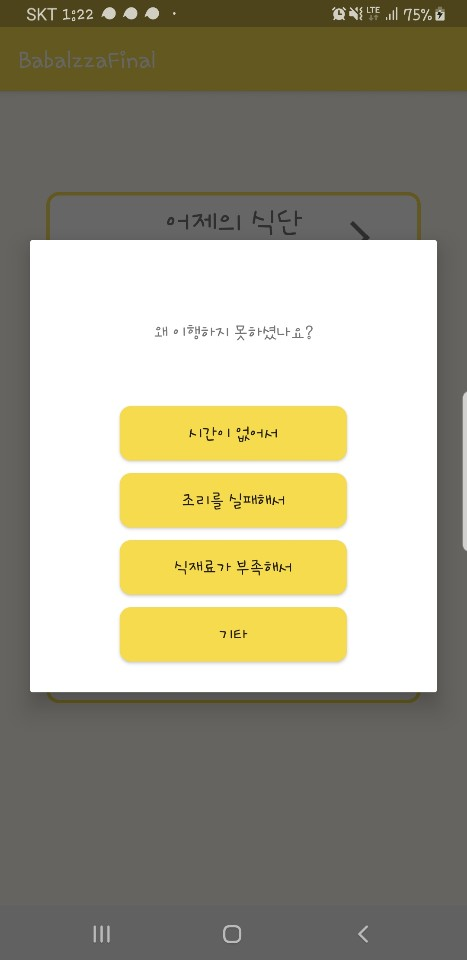 SKT 1:22
LTE
75%
BabalzzaFinal
어제의 식단
왜 이행하지 못하셨나요?
시간이 없어서
조리를 실패해서
식재료가 부족해서
기타